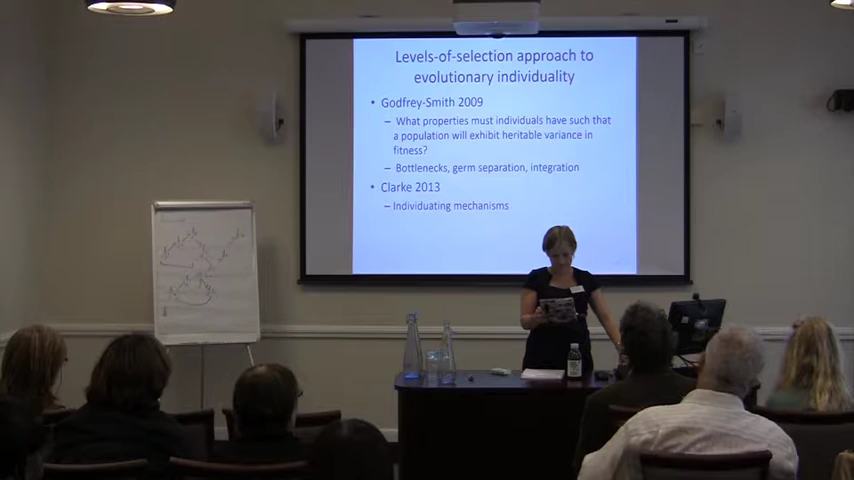 Levels-of-selection approach to
evolutionary individuality
• Godfrey-Smith 2009
– What properties must individuals have such that
a population will exhibit heritable variance in
fitness?
– Bottlenecks, germ separation, integration
• Clarke 2013
– Individuating mechanisms